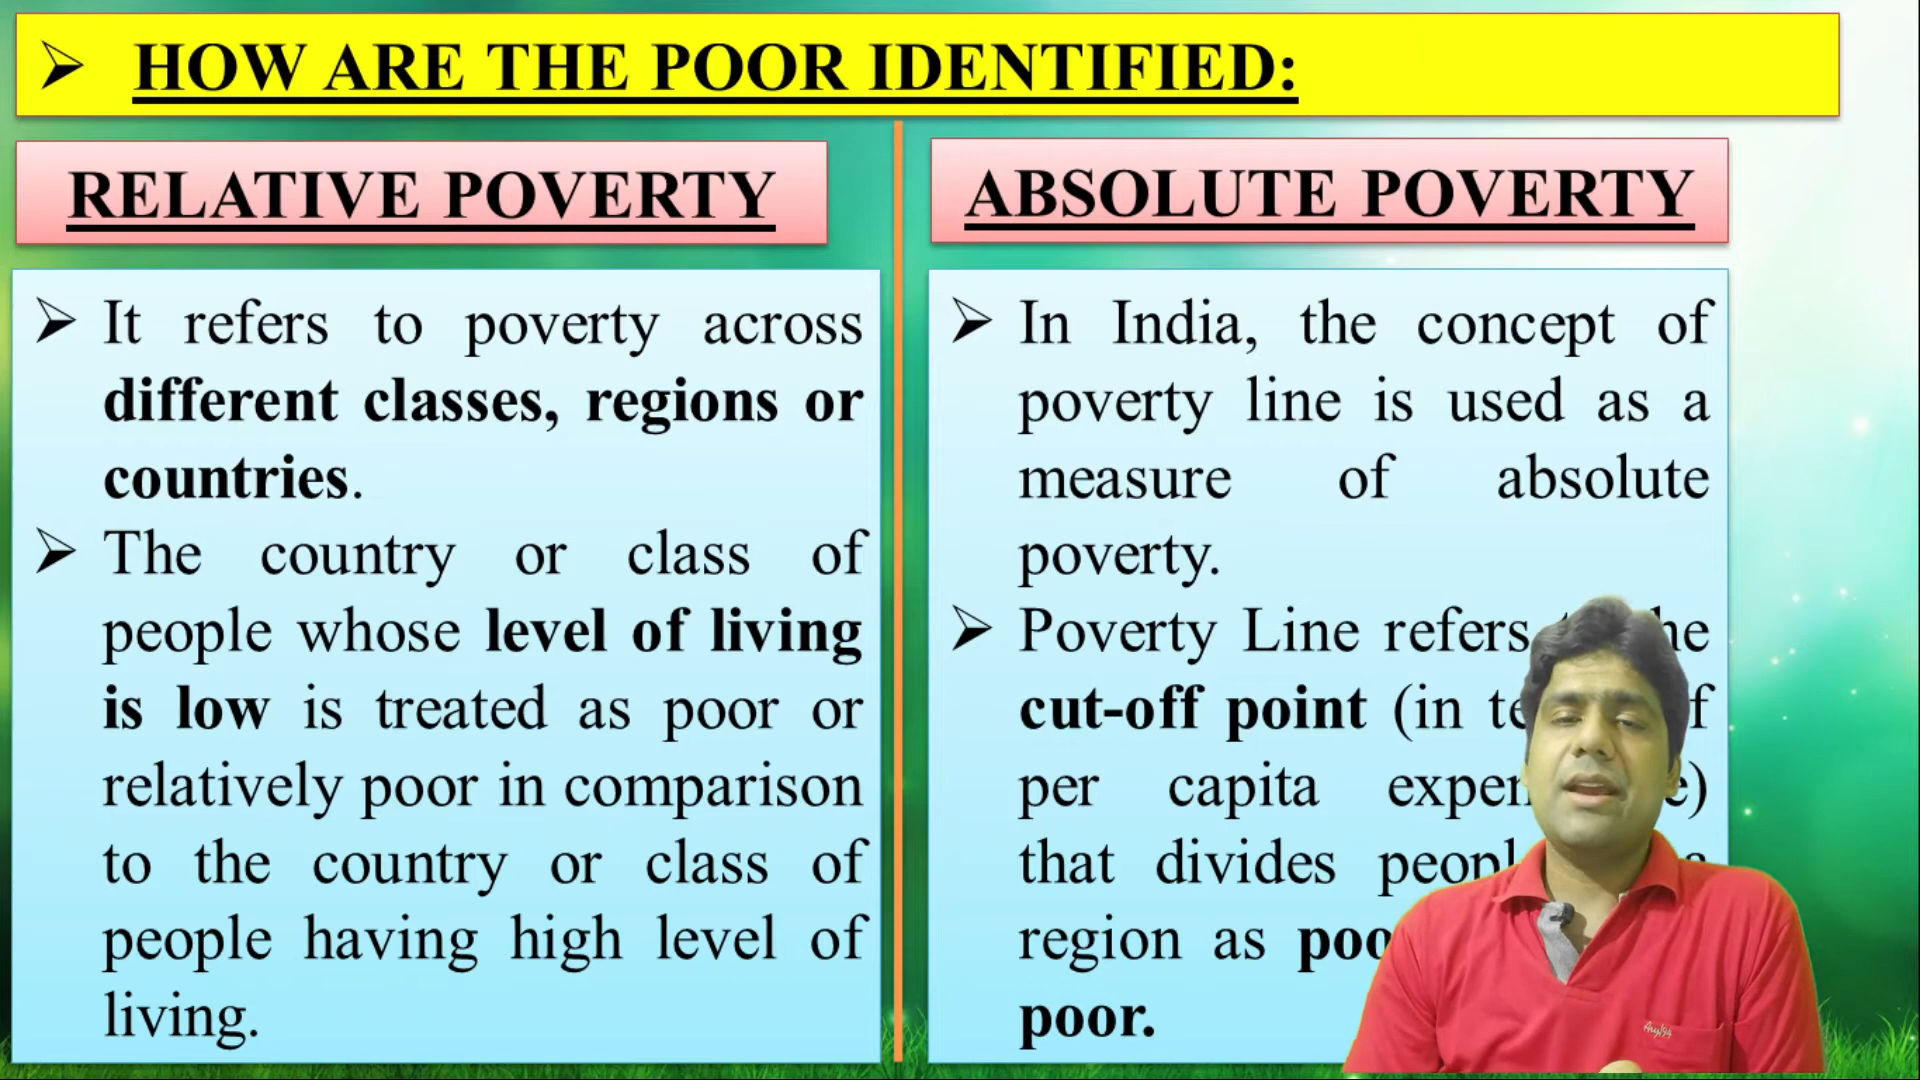 HOW ARE THE POOR IDENTIFIED:
RELATIVE POVERTY
It refers to poverty across
different classes, regions or
countries.
The country or class of
people whose level of living
is low is treated as poor or
relatively poor in comparison
to the country or class of
people having high level of
living.
ABSOLUTE POVERTY
In India, the concept of
poverty line is used as a
measure of absolute
poverty.
Poverty Line refers
cut-off point (in
per capita
that divides
region as
poor.